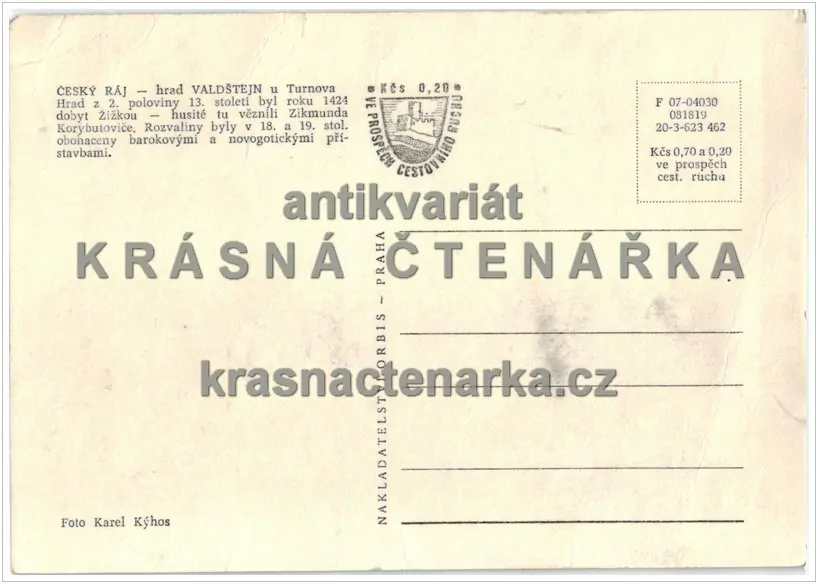 ČESKÝ RÁJ — hrad VALDŠTEJN u Turnova
Hrad z 2. poloviny 13. století byl roku 1424
dobyt Žižkou — husité tu věznili Zikmunda
Korybutoviče, Rozvaliny byly v 18. a 19. stol.
obohaceny barokovými a novogotickými pří-
stavbami.
Kčs 0,20
VE PROSPĚCH CESTOVNÍHO RUCHU
F 07-04030
081819
20-3-623 462
Kčs 0,70 a 0,20
ve prospěch
cest. ruchu
antikvariát
KRÁSNÁ ČTENÁŘKA
krasnactenarka.cz
NAKLADATELSTVÍ ORBIS — PRAHA
Foto Karel Kýhos